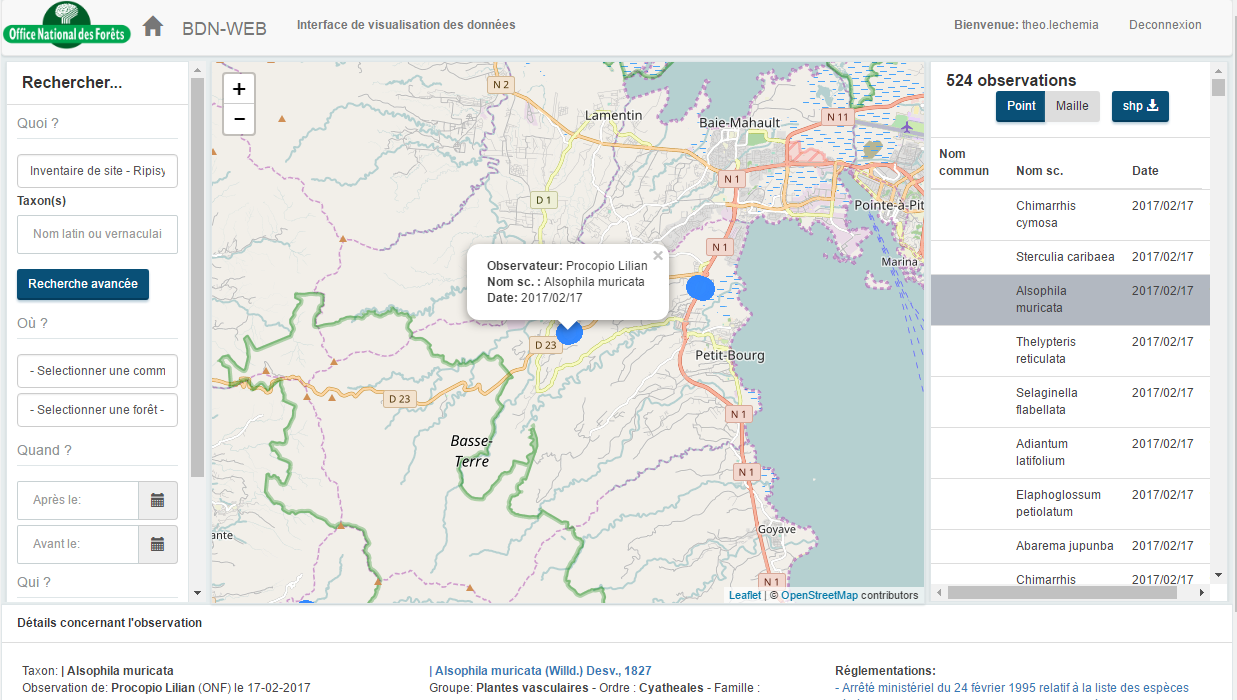 Office National des Forêts
BDN-WEB
Interface de visualisation des données
Bienvenue: theo.lechemia
Deconnexion
Rechercher...
Quoi ?
Inventaire de site - Ripisy
Taxon(s)
Nom latin ou vernaculai
Recherche avancée
Où ?
- Selectionner une comm
- Selectionner une forêt -
Quand ?
Après le:
Avant le:
Qui ?
+
−
N 2
Lamentin
Baie-Mahault
N 11
D 1
N 1
Pointe-à-Pit
N 1
Marina
Observateur: Procopio Lilian
Nom sc. : Alsophila muricata
Date: 2017/02/17
×
D 23
Petit-Bourg
D 23
N 1
Basse-
Terre
N 1
Goyave
ante
N 1
Leaflet | © OpenStreetMap contributors
524 observations
Point
Maille
shp
Nom
commun Nom sc. Date
Chimarrhis 2017/02/17
cymosa
Sterculia caribaea 2017/02/17
Alsophila 2017/02/17
muricata
Thelypteris 2017/02/17
reticulata
Selaginella 2017/02/17
flabellata
Adiantum 2017/02/17
latifolium
Elaphoglossum 2017/02/17
petiolatum
Abarema jupunba 2017/02/17
Chimarrhis 2017/02/17
Détails concernant l'observation
Taxon: | Alsophila muricata
Observation de: Procopio Lilian (ONF) le 17-02-2017
| Alsophila muricata (Willd.) Desv., 1827
Groupe: Plantes vasculaires - Ordre : Cyatheales - Famille :
Réglementations:
- Arrêté ministériel du 24 février 1995 relatif à la liste des espèces